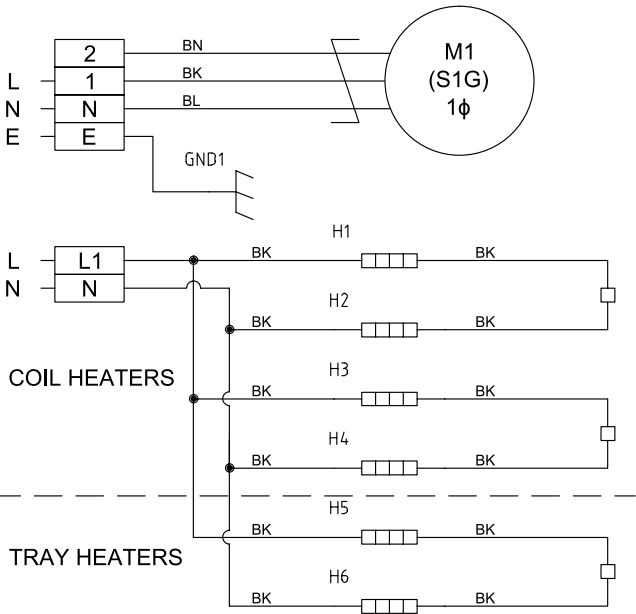 2 BN
L 1 BK
N N BL
E E
M1
(S1G)
1ϕ
GND1
H1
L L1 BK BK
N N
H2
BK BK
COIL HEATERS
H3
BK BK
H4
BK BK
H5
BK BK
TRAY HEATERS
H6
BK BK